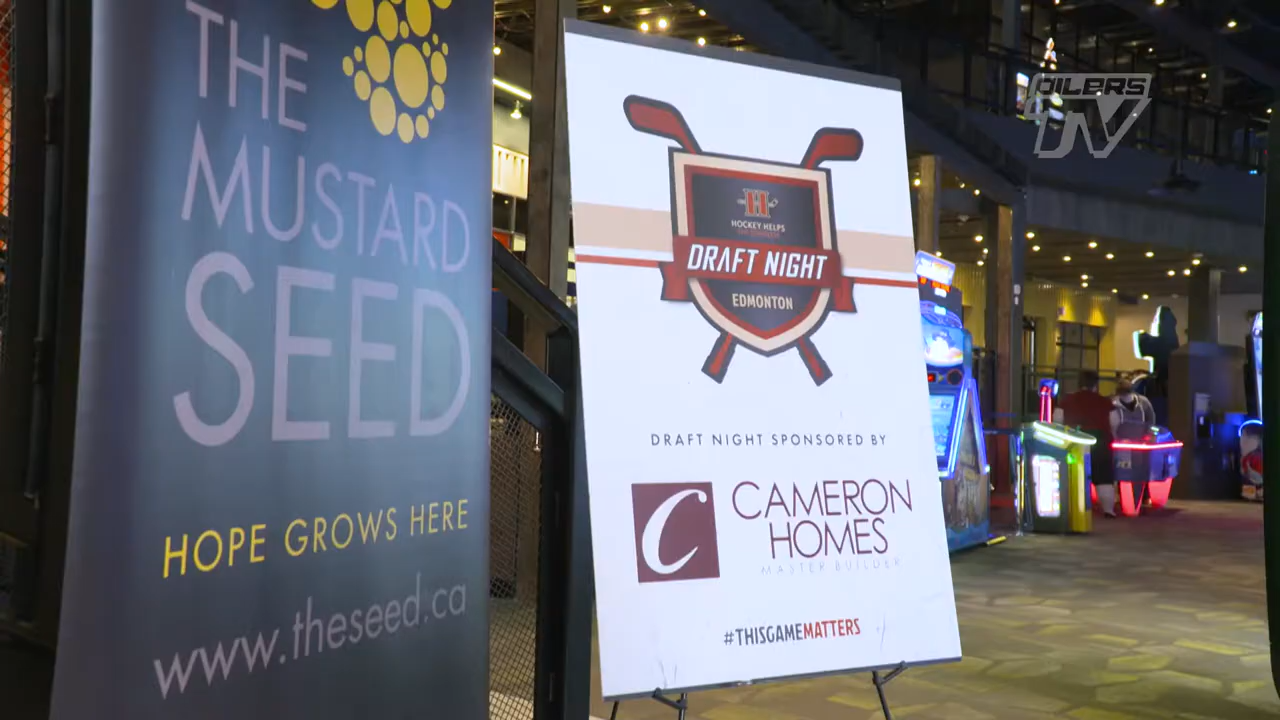 THE
MUSTARD
SEED
HOPE GROWS HERE
www.theseed.ca
HOCKEY HELPS
DRAFT NIGHT
EDMONTON
DRAFT NIGHT SPONSORED BY
C
CAMERON
HOMES
MASTER BUILDER
#THISGAMEMATTERS
OILERS
TV